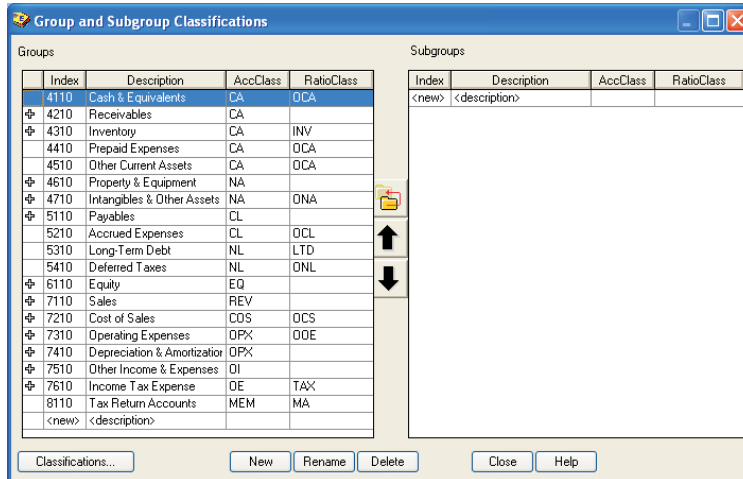 Group and Subgroup Classifications
Groups
Subgroups
Index Description AccClass RatioClass
Index Description AccClass RatioClass
4110 Cash & Equivalents CA OCA
<new> <description>
4210 Receivables CA
4310 Inventory CA INV
4410 Prepaid Expenses CA OCA
4510 Other Current Assets CA OCA
4610 Property & Equipment NA
4710 Intangibles & Other Assets NA ONA
5110 Payables CL
5210 Accrued Expenses CL OCL
5310 Long-Term Debt NL LTD
5410 Deferred Taxes NL ONL
6110 Equity EQ
7110 Sales REV
7210 Cost of Sales COS OCS
7310 Operating Expenses OPX OOE
7410 Depreciation & Amortization OPX
7510 Other Income & Expenses OI
7610 Income Tax Expense OE TAX
8110 Tax Return Accounts MEM MA
<new> <description>
Classifications... New Rename Delete Close Help